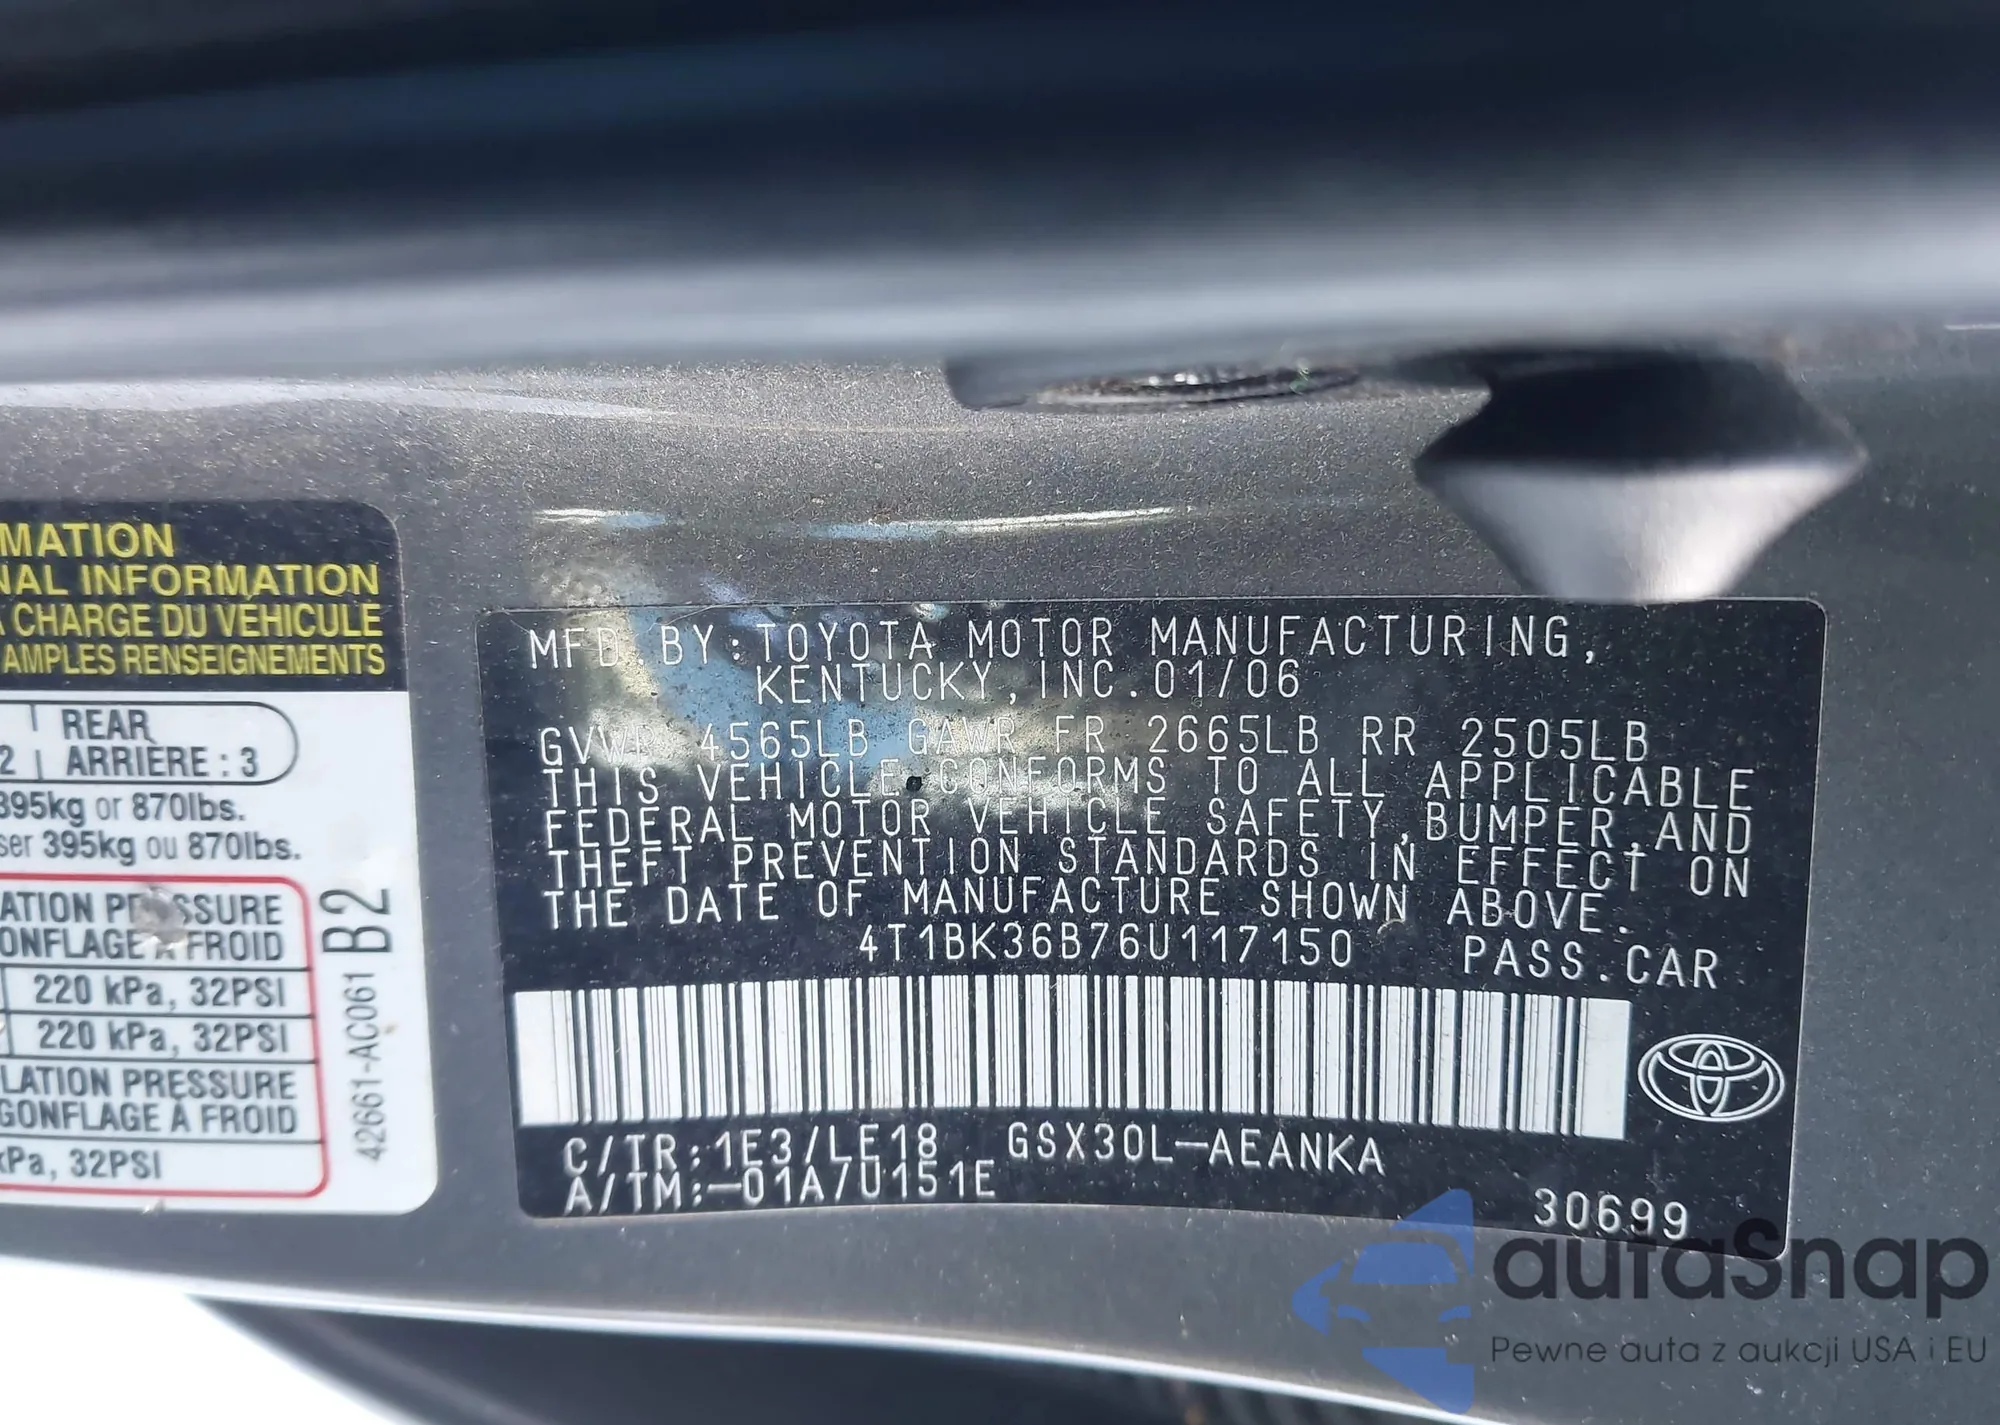 MATION
NAL INFORMATION
A CHARGE DU VÉHICULE
AMPLES RENSEIGNEMENTS
REAR
2 ARRIÈRE : 3
395kg or 870lbs.
ser 395kg ou 870lbs.
ATION PRESSURE
ONFLAGE À FROID
220 kPa, 32PSI
220 kPa, 32PSI
LATION PRESSURE
GONFLAGE À FROID
kPa, 32PSI
42661-AC061 B2
MFD. BY: TOYOTA MOTOR MANUFACTURING,
KENTUCKY, INC. 01/06
GVWR 4565LB GAWR FR 2665LB RR 2505LB
THIS VEHICLE CONFORMS TO ALL APPLICABLE
FEDERAL MOTOR VEHICLE SAFETY, BUMPER, AND
THEFT PREVENTION STANDARDS IN EFFECT ON
THE DATE OF MANUFACTURE SHOWN ABOVE.
4T1BK36B76U117150 PASS. CAR
C/TR: 1E3/LE18 GSX30L-AEANKA
A/TM:-01A/U151E
30699
autaSnap
Pewne auta z aukcji USA i EU